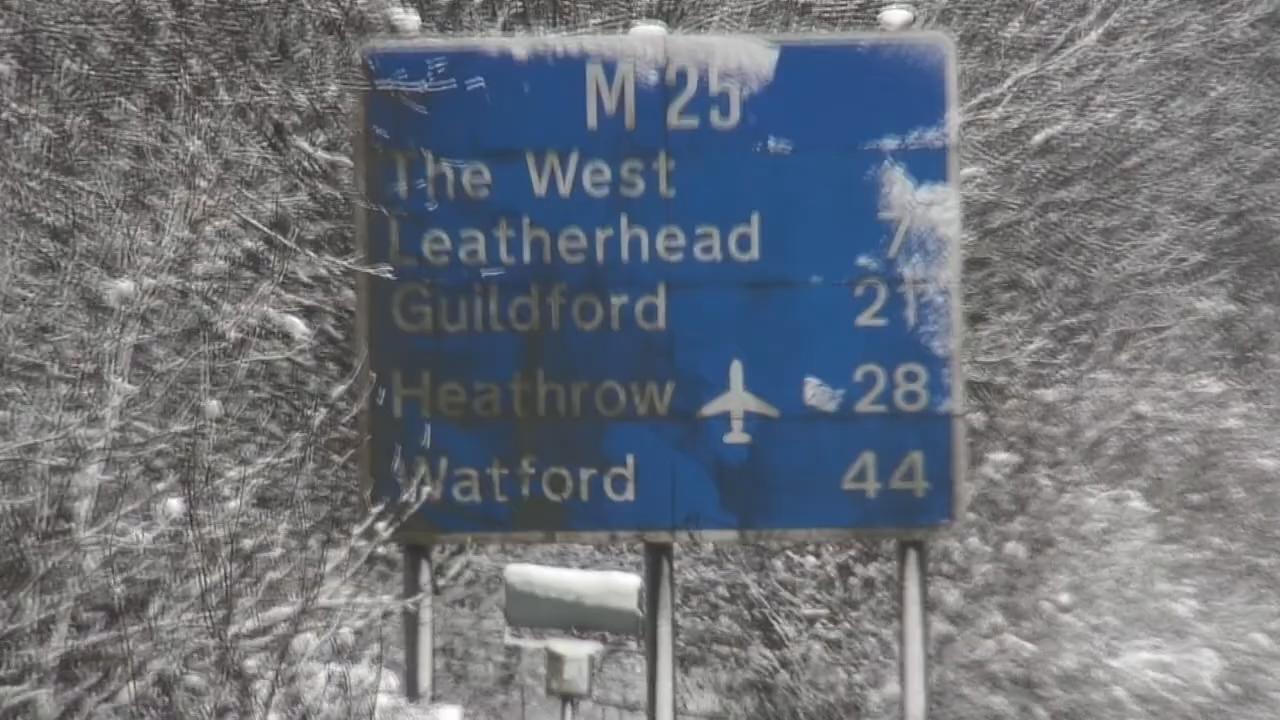 M 25
The West
Leatherhead 7
Guildford 21
Heathrow 28
Watford 44